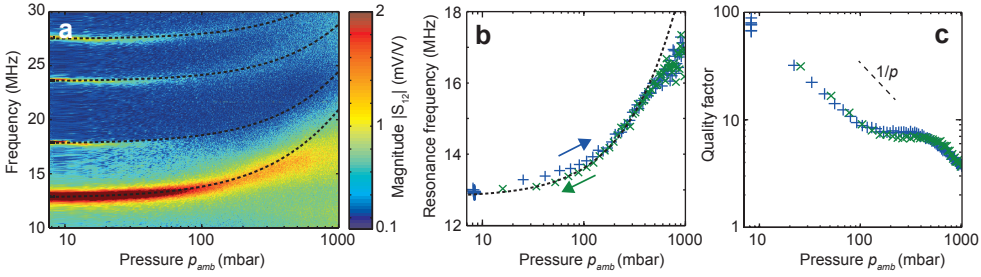 a
30
25
20
15
10
Frequency (MHz)
10
100
1000
Pressure p_amb (mbar)
2
1
0.1
Magnitude |S12| (mV/V)
b
18
16
14
12
Resonance frequency (MHz)
10
100
1000
Pressure p_amb (mbar)
c
1/p
100
10
1
Quality factor
10
100
1000
Pressure p_amb (mbar)